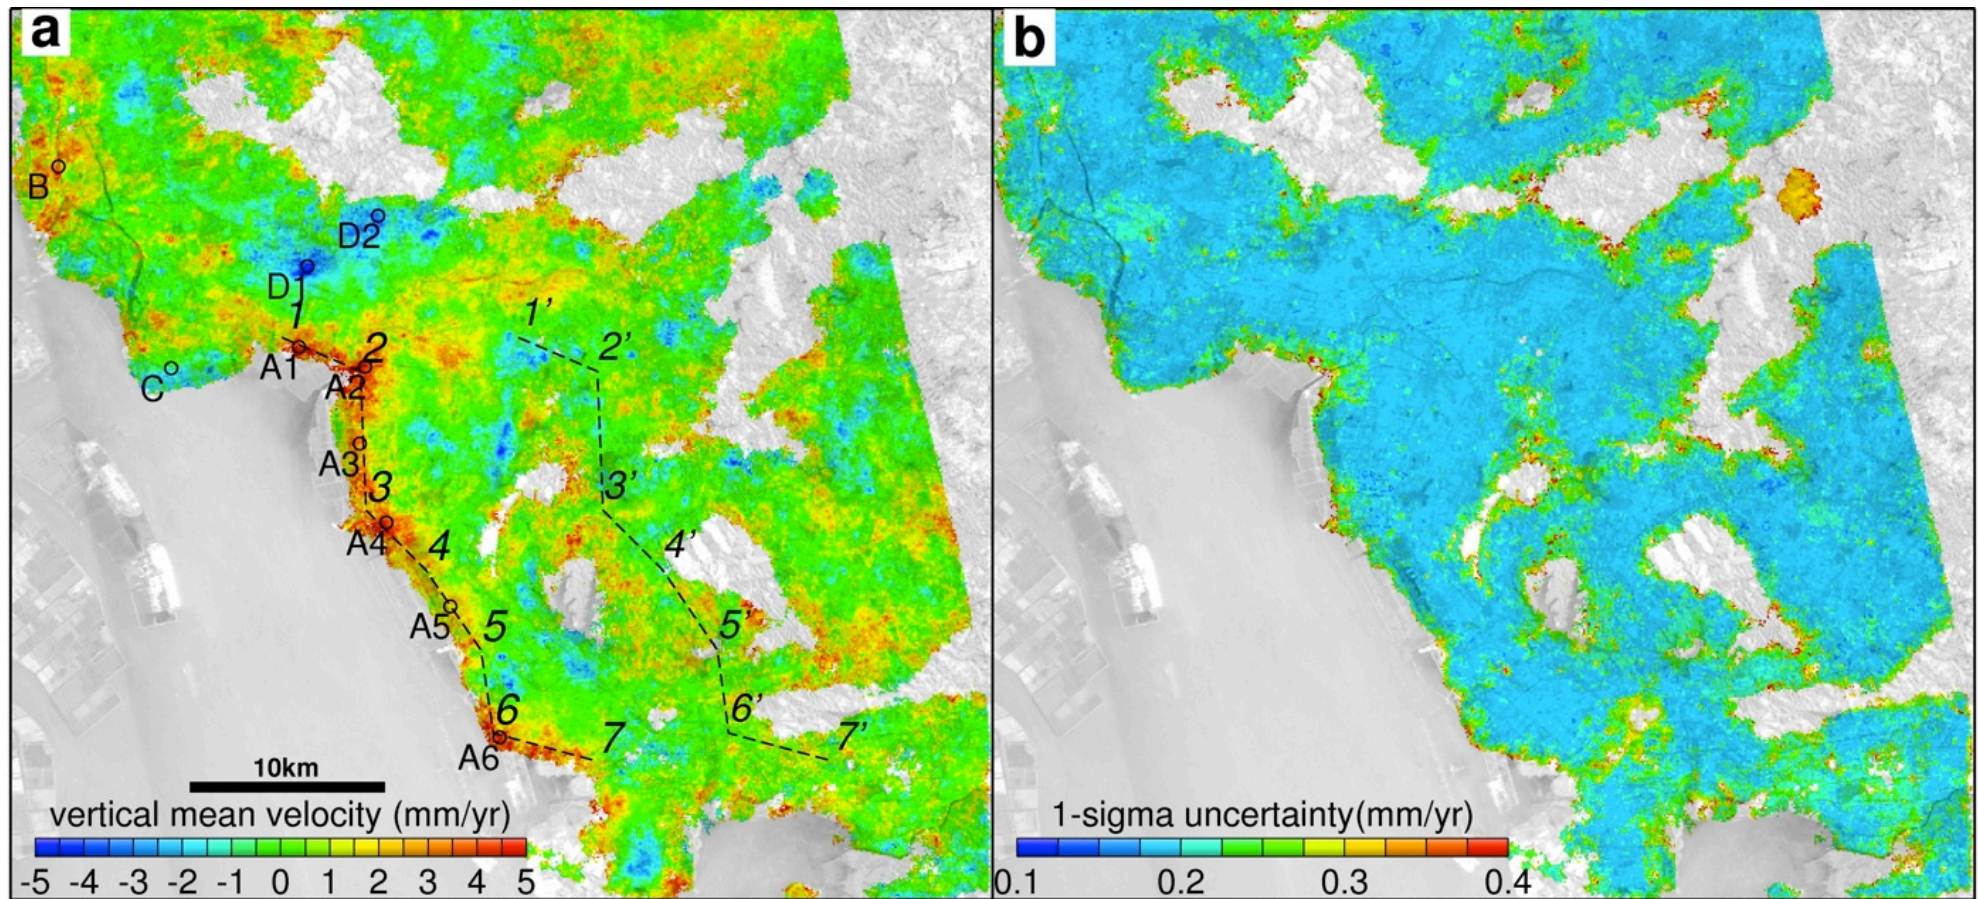 a
b
B
D2
D1
1
1'
2
2'
A1
A2
C
A3
3
3'
A4
4
4'
A5
5
5'
6
6'
7
7'
A6
10km
vertical mean velocity (mm/yr)
-5 -4 -3 -2 -1 0 1 2 3 4 5
1-sigma uncertainty(mm/yr)
0.1 0.2 0.3 0.4